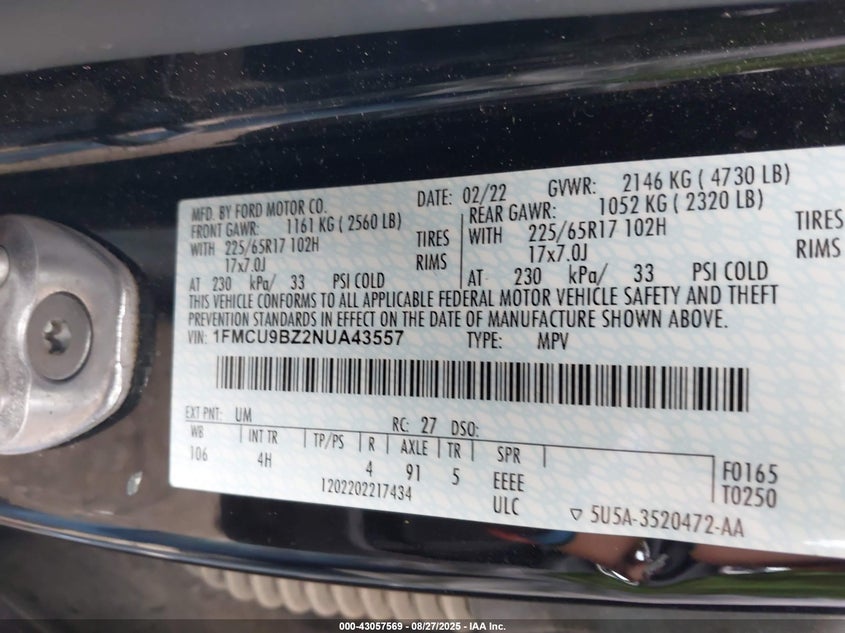 MFD. BY FORD MOTOR CO. DATE: 02/22 GVWR: 2146 KG ( 4730 LB)
FRONT GAWR: 1161 KG ( 2560 LB) REAR GAWR: 1052 KG ( 2320 LB)
WITH 225/65R17 102H TIRES WITH 225/65R17 102H TIRES
17x7.0J RIMS 17x7.0J RIMS
AT 230 kPa/ 33 PSI COLD AT 230 kPa/ 33 PSI COLD
THIS VEHICLE CONFORMS TO ALL APPLICABLE FEDERAL MOTOR VEHICLE SAFETY AND THEFT
PREVENTION STANDARDS IN EFFECT ON THE DATE OF MANUFACTURE SHOWN ABOVE.
VIN: 1FMCU9BZ2NUA43557 TYPE: MPV
EXT PNT: UM RC: 27 DSO:
WB INT TR TP/PS R AXLE TR SPR
106 4H 4 91 5 EEEE F0165
1202202217434 ULC T0250
5U5A-3520472-AA
000-43057569 - 08/27/2025 - IAA Inc.